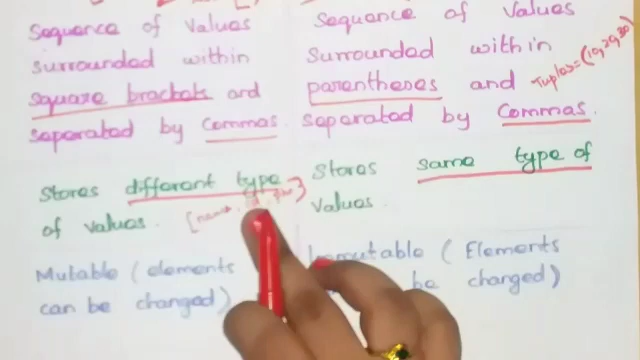 Sequence of Values
surrounded within
square brackets and
separated by Commas.
Stores different type
of values.
Mutable (elements
can be changed)
Sequence of Values
Surrounded within
parentheses and
separated by Commas.
Tuples=(10,20,30)
Stores same type of
values.
(Elements
be changed)